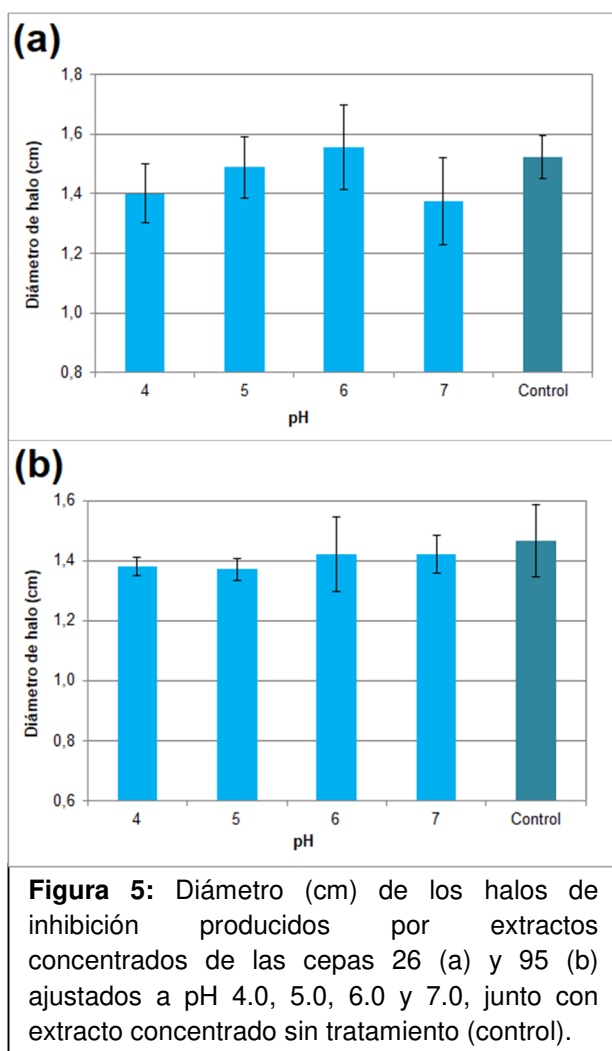 (a)
Diámetro de halo (cm)
1,8
1,6
1,4
1,2
1,0
0,8
4 5 6 7 Control
pH
(b)
Diámetro de halo (cm)
1,6
1,4
1,2
1,0
0,8
0,6
4 5 6 7 Control
pH
Figura 5: Diámetro (cm) de los halos de
inhibición producidos por extractos
concentrados de las cepas 26 (a) y 95 (b)
ajustados a pH 4.0, 5.0, 6.0 y 7.0, junto con
extracto concentrado sin tratamiento (control).